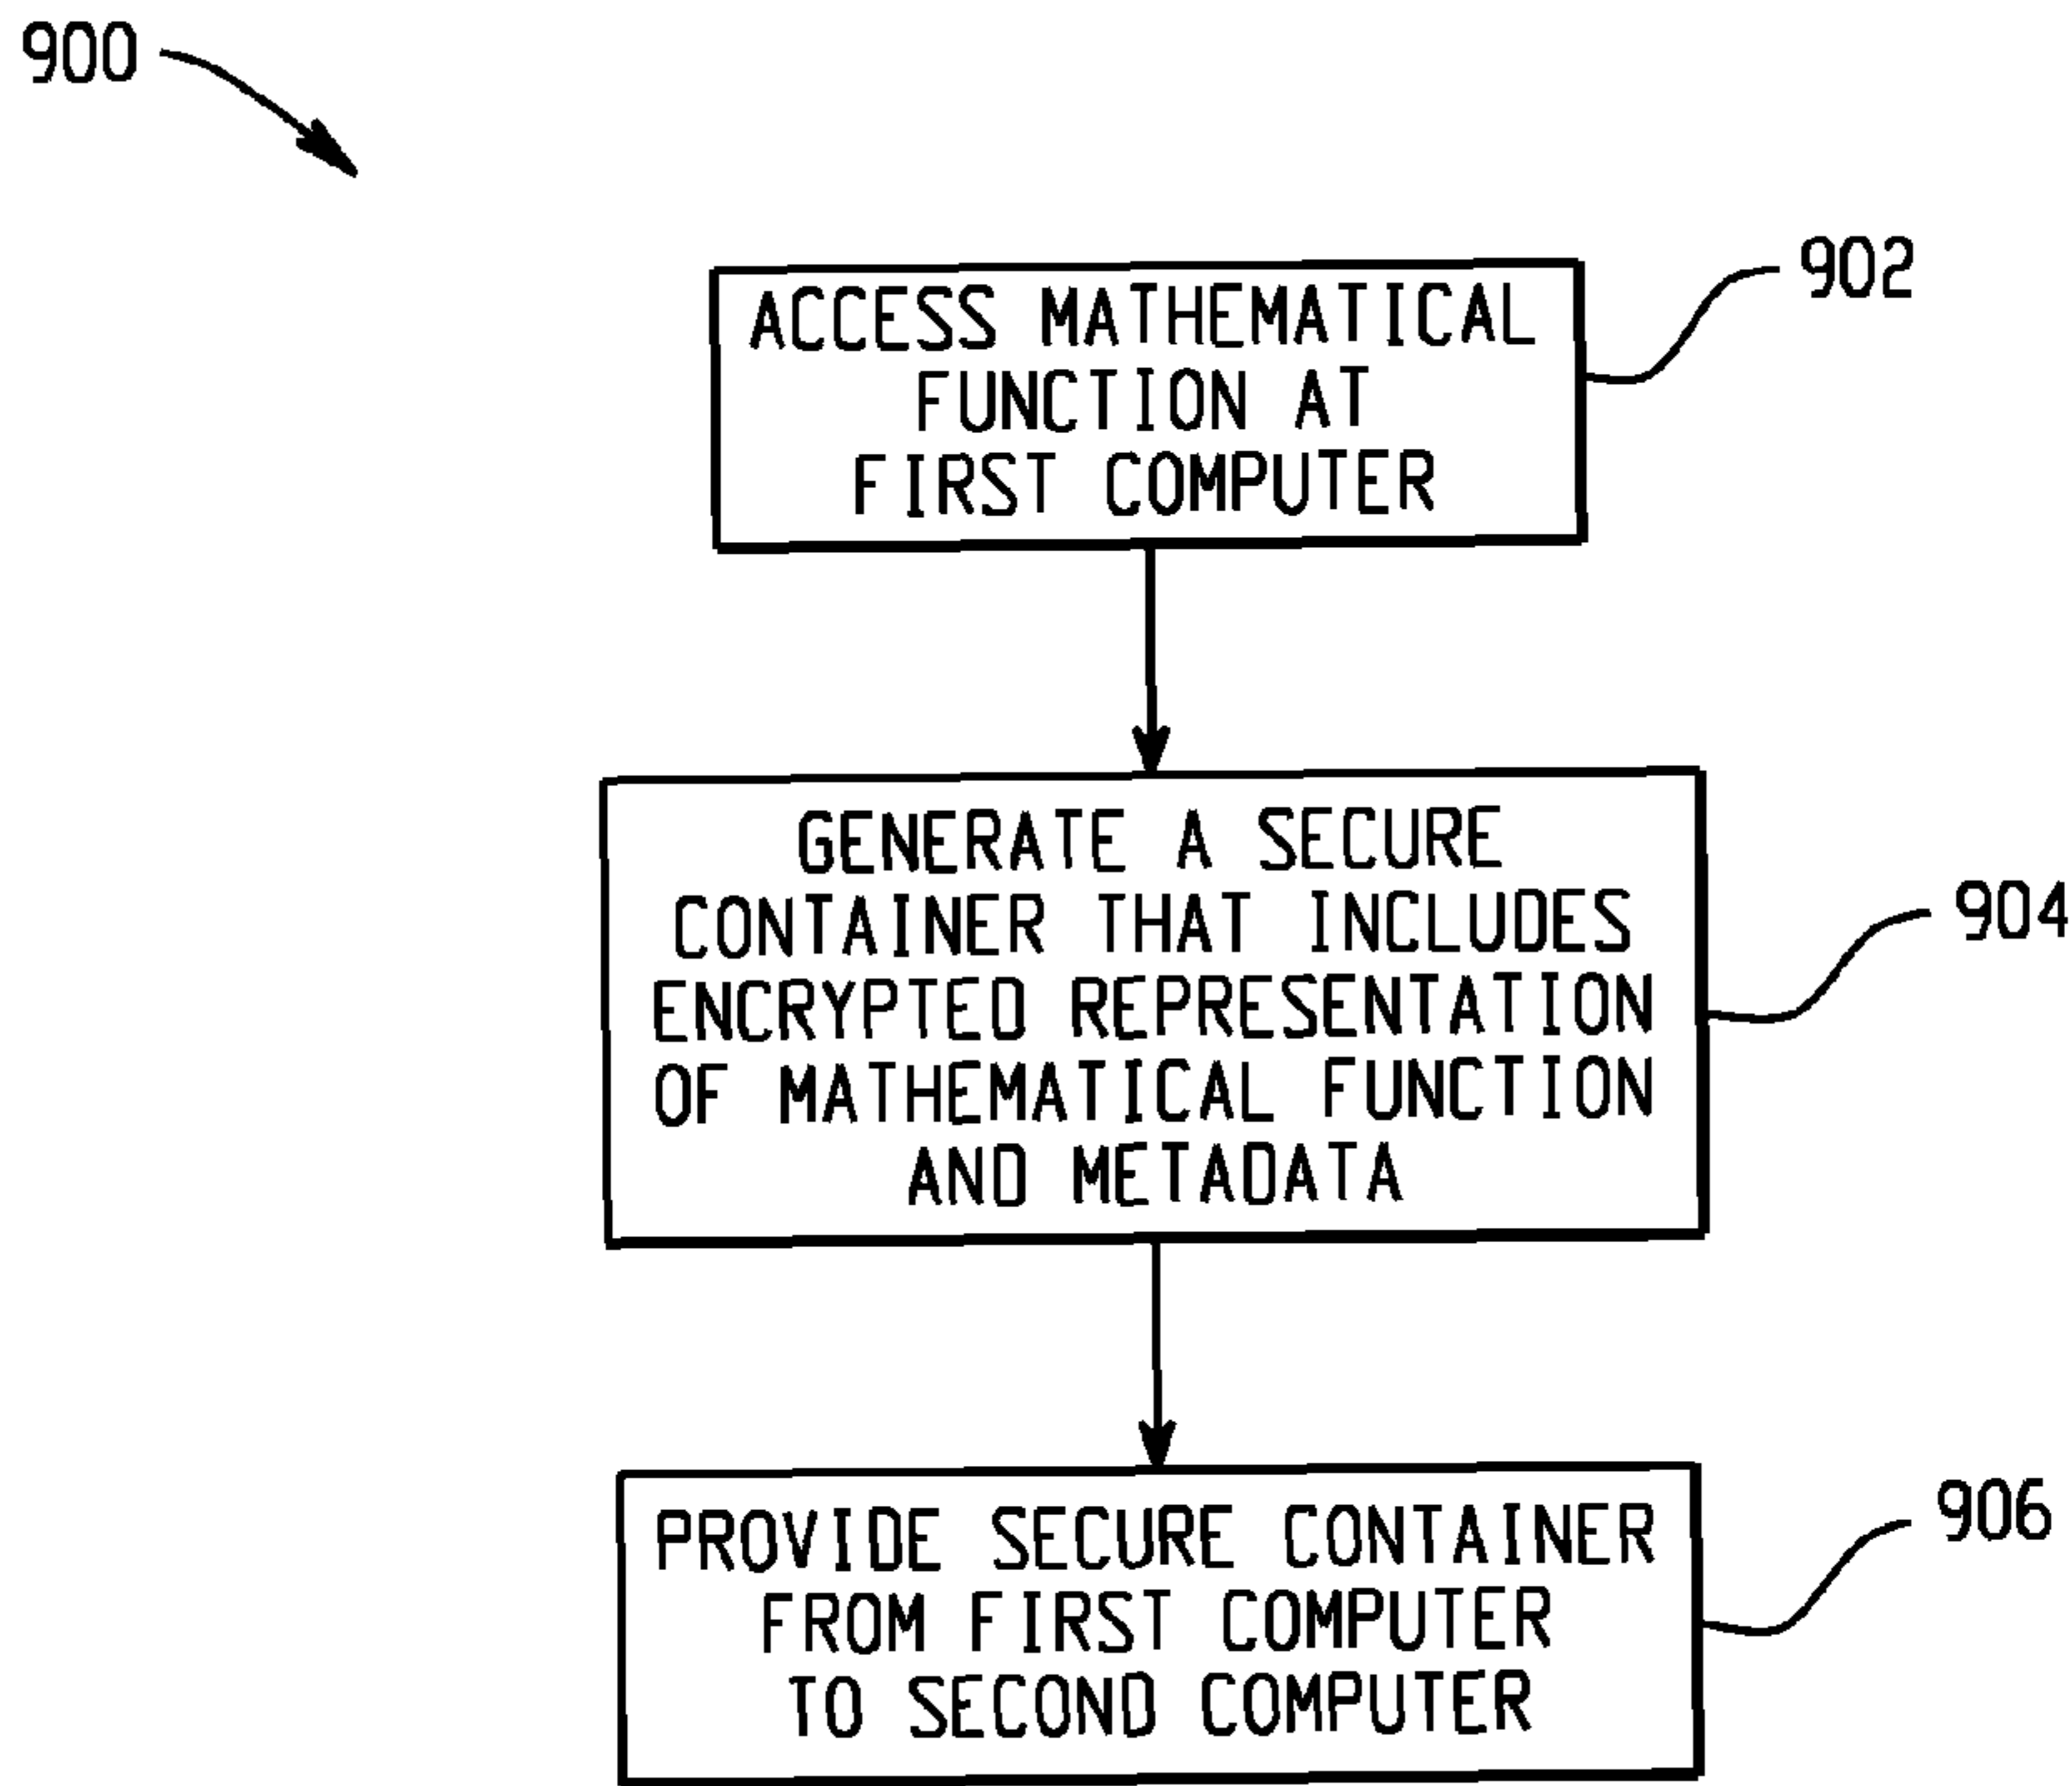 900
902
ACCESS MATHEMATICAL
FUNCTION AT
FIRST COMPUTER
GENERATE A SECURE
CONTAINER THAT INCLUDES
904
ENCRYPTED REPRESENTATION
OF MATHEMATICAL FUNCTION
AND METADATA
PROVIDE SECURE CONTAINER
906
FROM FIRST COMPUTER
TO SECOND COMPUTER